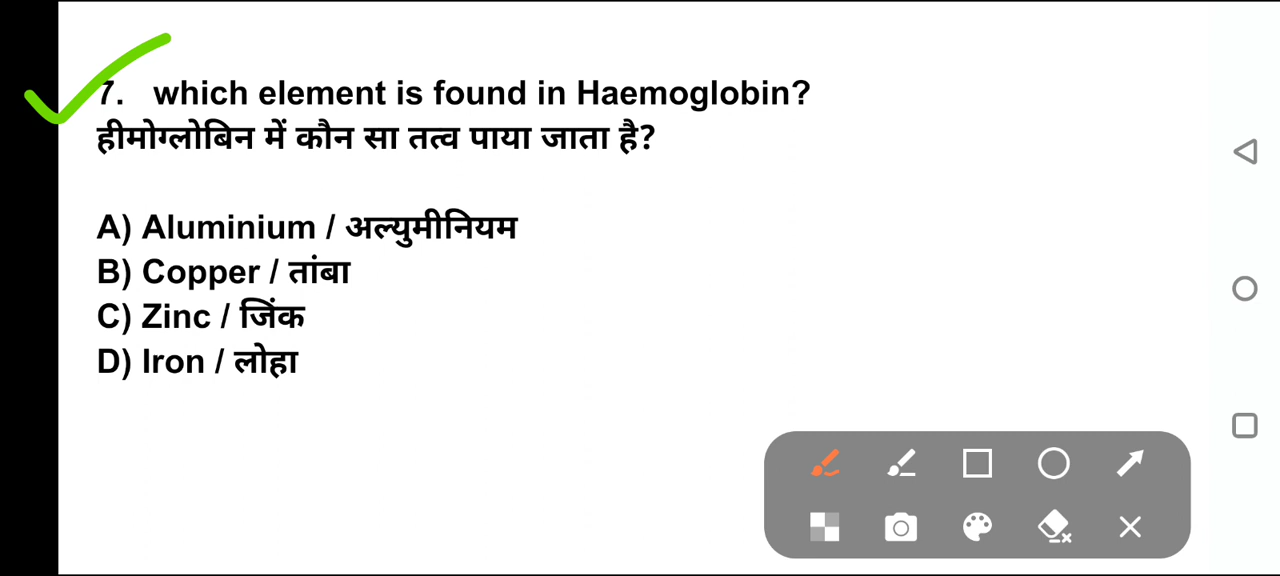 7. which element is found in Haemoglobin?
हीमोग्लोबिन में कौन सा तत्व पाया जाता है?
A) Aluminium / अल्युमीनियम
B) Copper / तांबा
C) Zinc / जिंक
D) Iron / लोहा